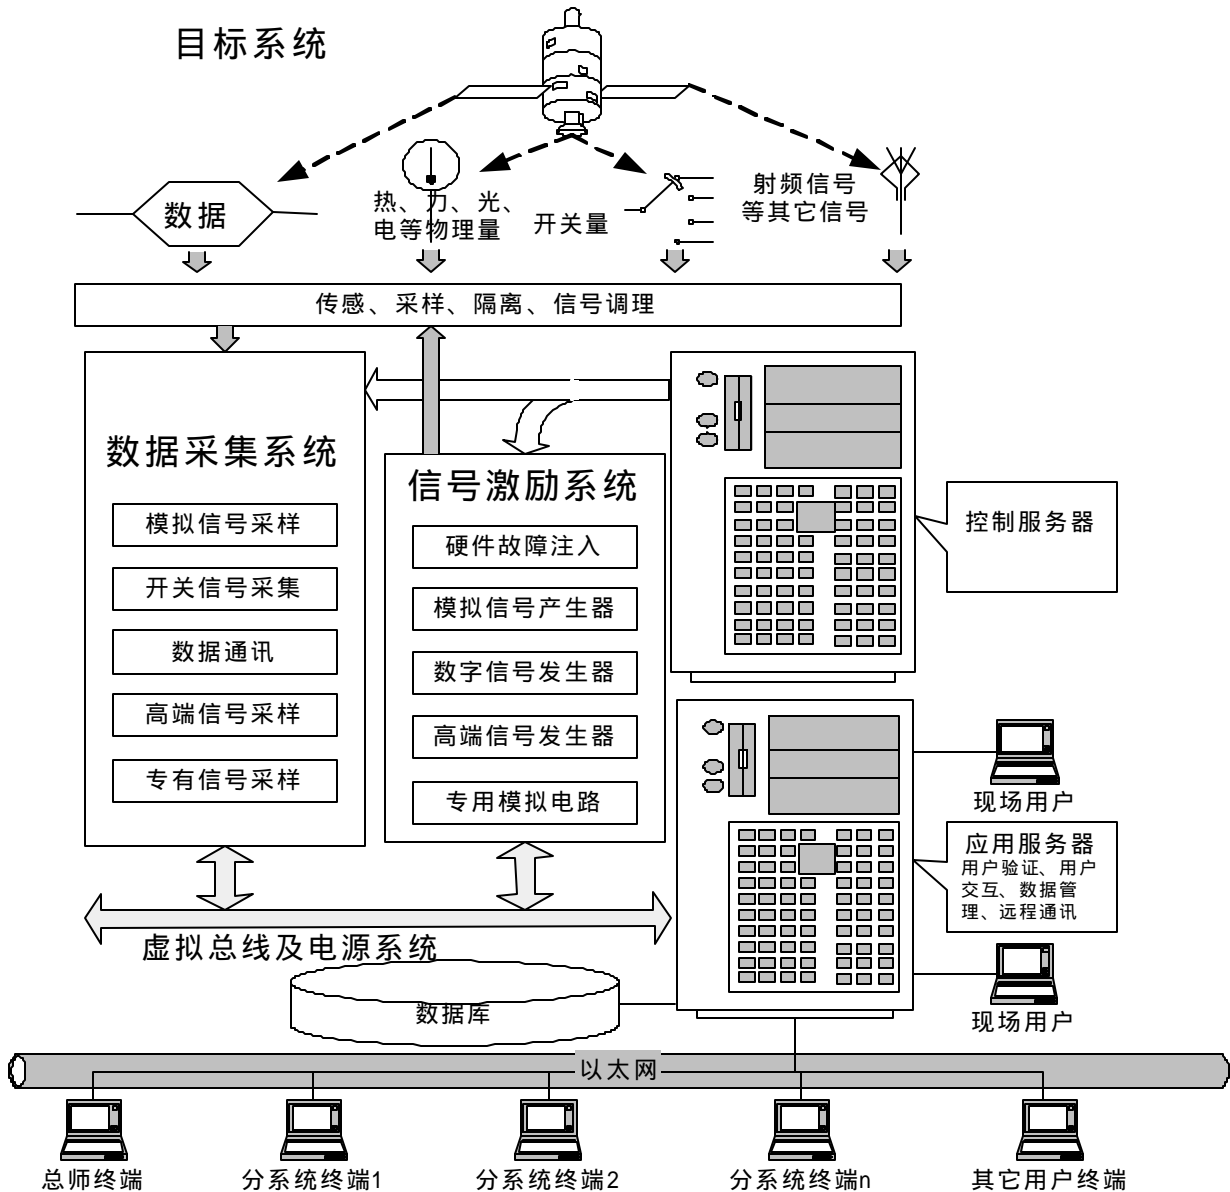 目标系统
数据
热、力、光、
电等物理量
开关量
射频信号
等其它信号
传感、采样、隔离、信号调理
数据采集系统
模拟信号采样
开关信号采集
数据通讯
高端信号采样
专有信号采样
信号激励系统
硬件故障注入
模拟信号产生器
数字信号发生器
高端信号发生器
专用模拟电路
控制服务器
现场用户
应用服务器
用户验证、用户
交互、数据管
理、远程通讯
现场用户
虚拟总线及电源系统
数据库
以太网
总师终端
分系统终端1
分系统终端2
分系统终端n
其它用户终端